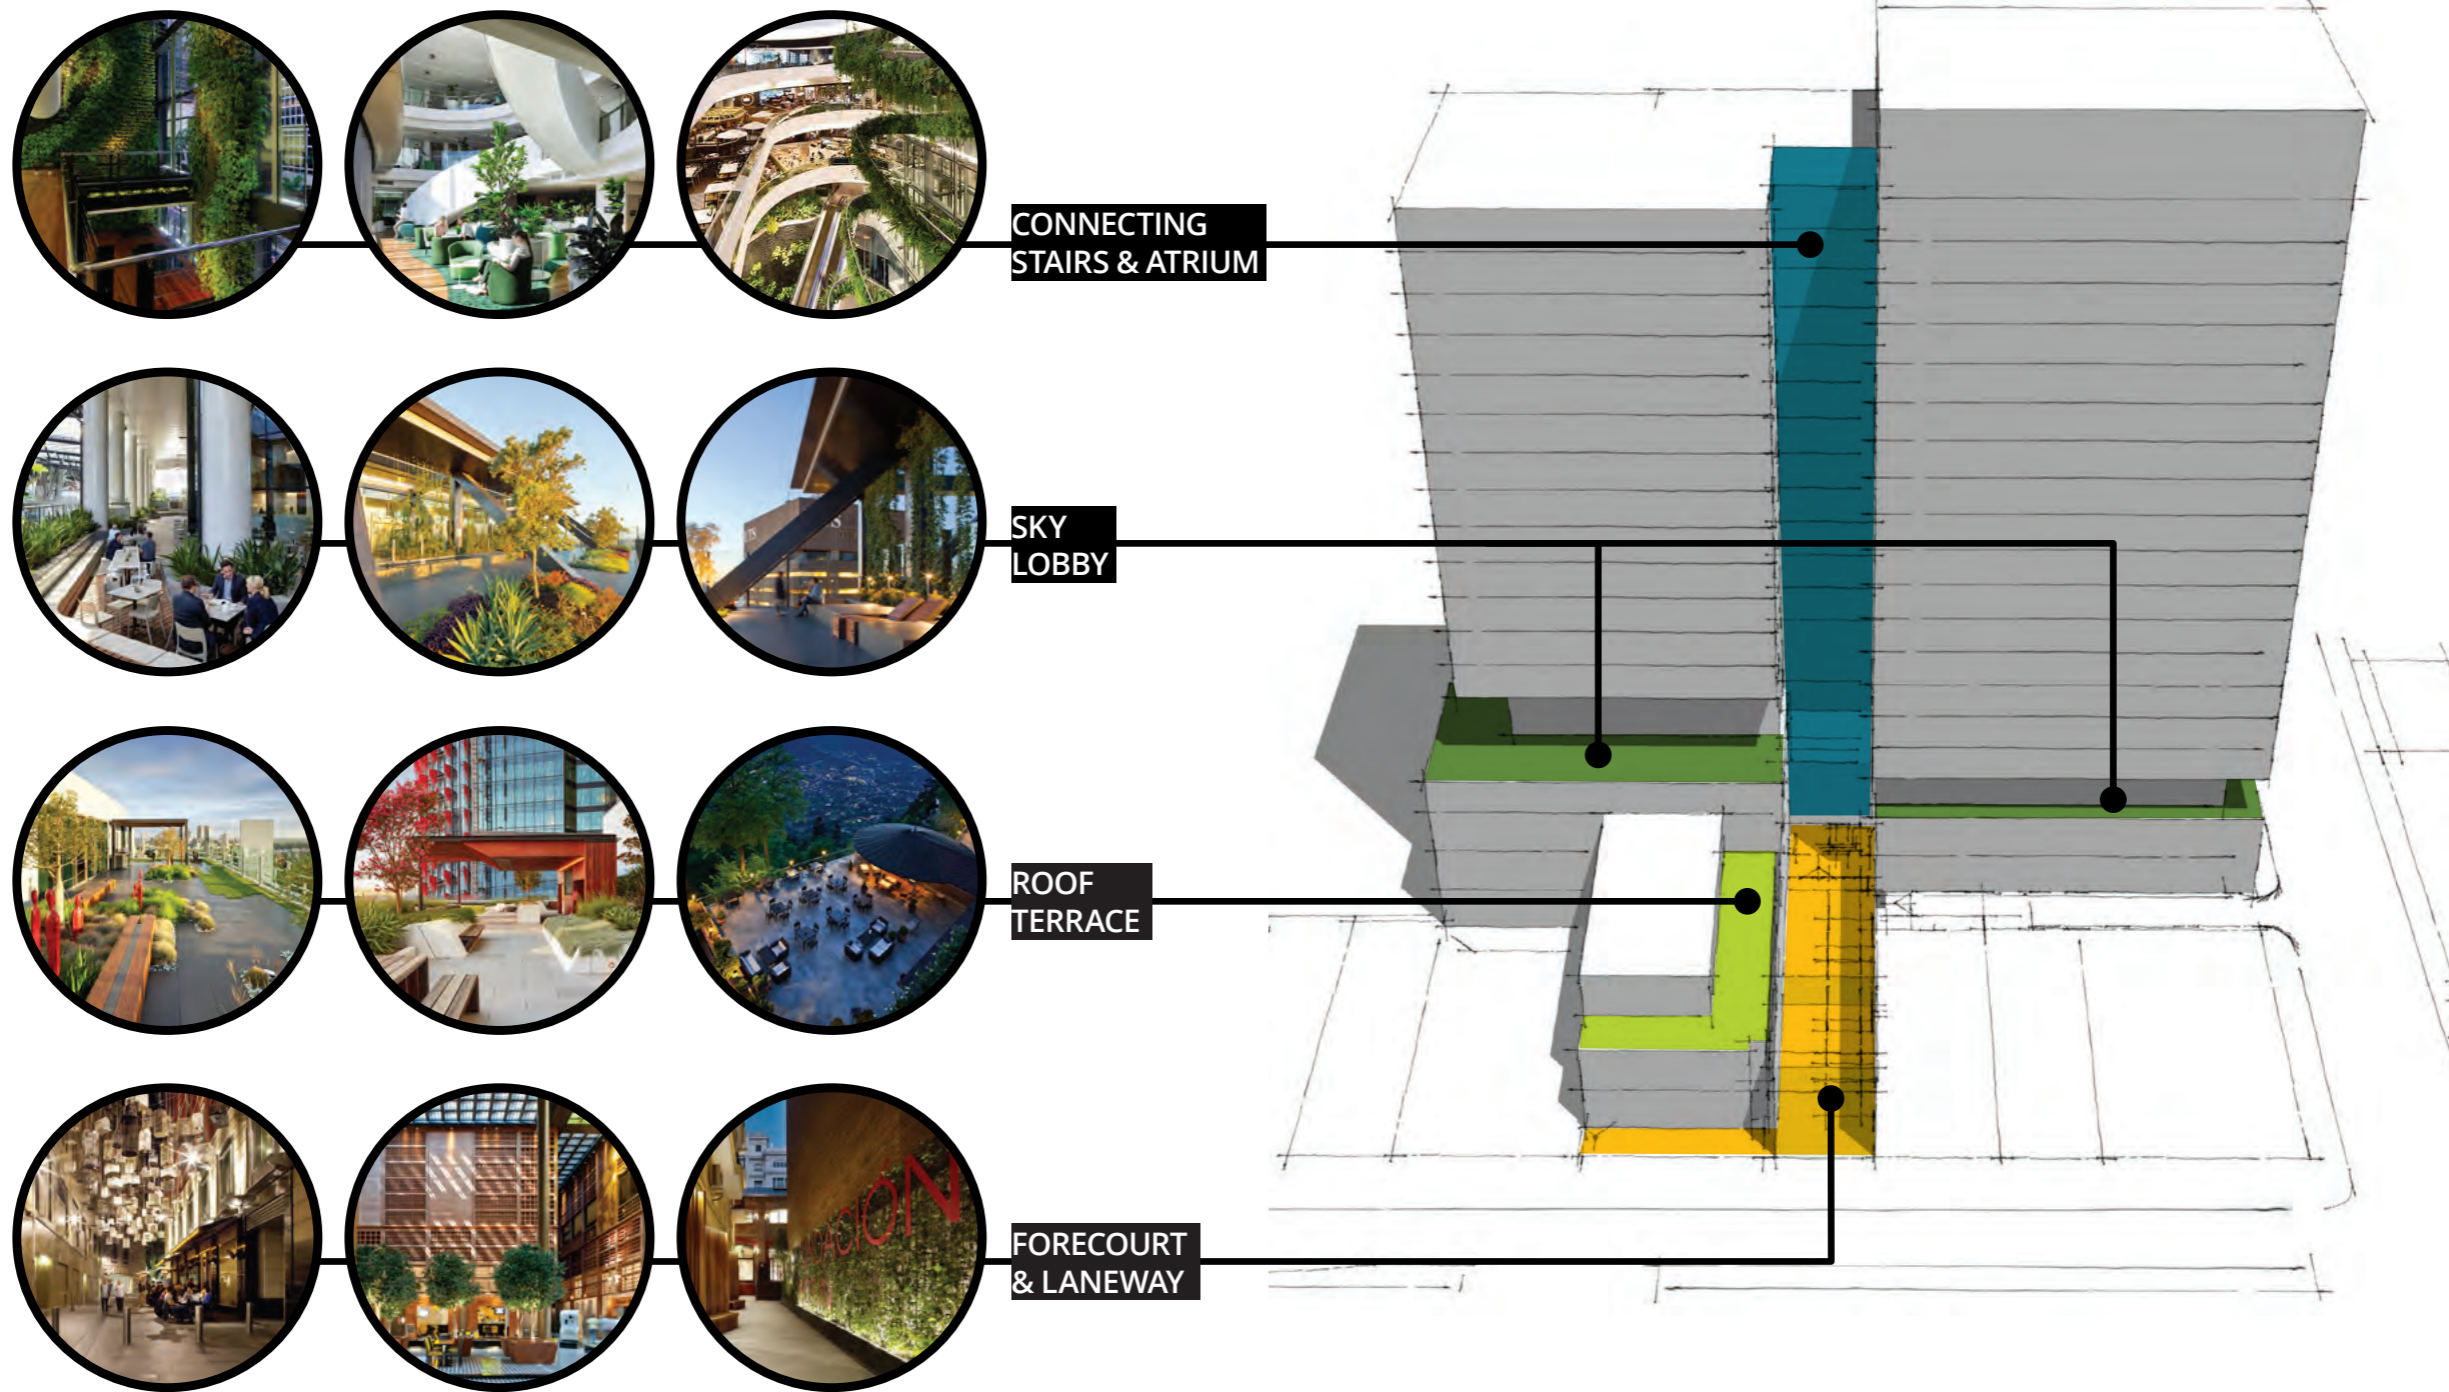 CONNECTING
STAIRS & ATRIUM
SKY
LOBBY
ROOF
TERRACE
FORECOURT
& LANEWAY